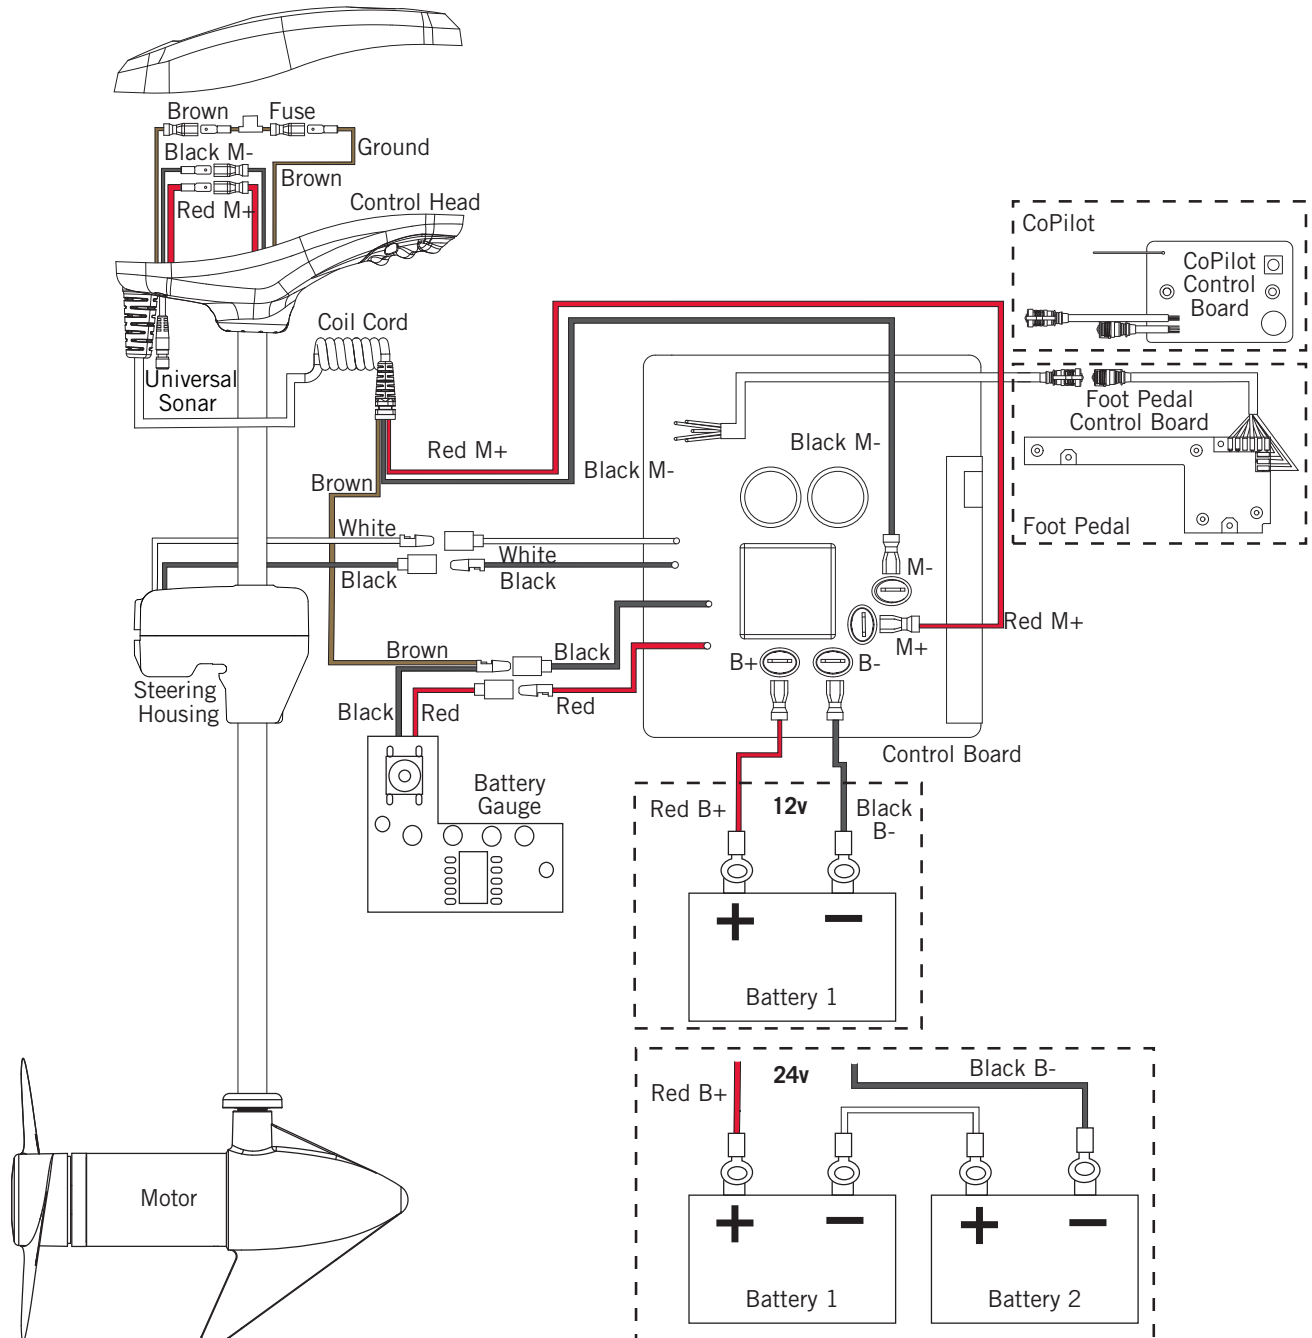 Brown
Fuse
Ground
Black M-
Brown
Red M+
Control Head
CoPilot
CoPilot
Control
Board
Coil Cord
Universal
Sonar
Foot Pedal
Control Board
Foot Pedal
Red M+
Black M-
Black M-
Brown
White
White
Black
Black
M-
M+
Red M+
Brown
Black
B+
B-
Steering
Housing
Black
Red
Red
Control Board
Battery
Gauge
Red B+
12v
Black
B-
+
−
Battery 1
24v
Black B-
Red B+
+
−
+
−
Motor
Battery 1
Battery 2